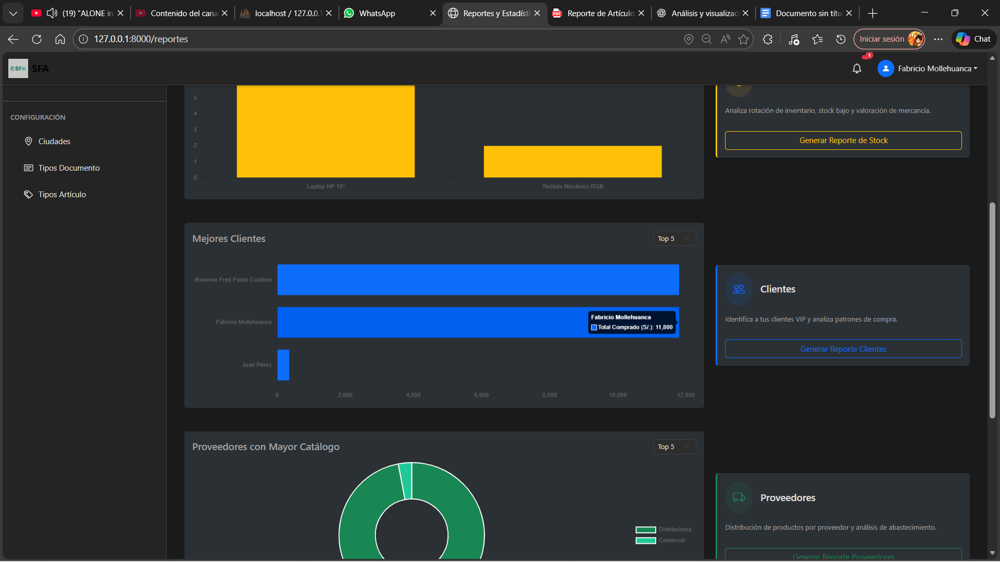 (19) "ALONE in
Contenido del cana
localhost / 127.0.0.1
WhatsApp
Reportes y Estadísti
Reporte de Artículo
Análisis y visualizac
Documento sin títu
127.0.0.1:8000/reportes
Iniciar sesión
Chat
SFA
SFA
1
Fabricio Mollehuanca
CONFIGURACIÓN
Ciudades
Tipos Documento
Tipos Artículo
5
4
3
2
1
0
Laptop HP 15"
Teclado Mecánico RGB
Analiza rotación de inventario, stock bajo y valoración de mercancía.
Generar Reporte de Stock
Mejores Clientes
Top 5
Jhosimar Fred Panta Cuadros
Fabricio Mollehuanca
Juan Pérez
Fabricio Mollehuanca
Total Comprado (S/.): 11,800
0
2,000
4,000
6,000
8,000
10,000
12,000
Clientes
Identifica a tus clientes VIP y analiza patrones de compra.
Generar Reporte Clientes
Proveedores con Mayor Catálogo
Top 5
Distribuidora
Comercial
Proveedores
Distribución de productos por proveedor y análisis de abastecimiento.
Generar Reporte Proveedores